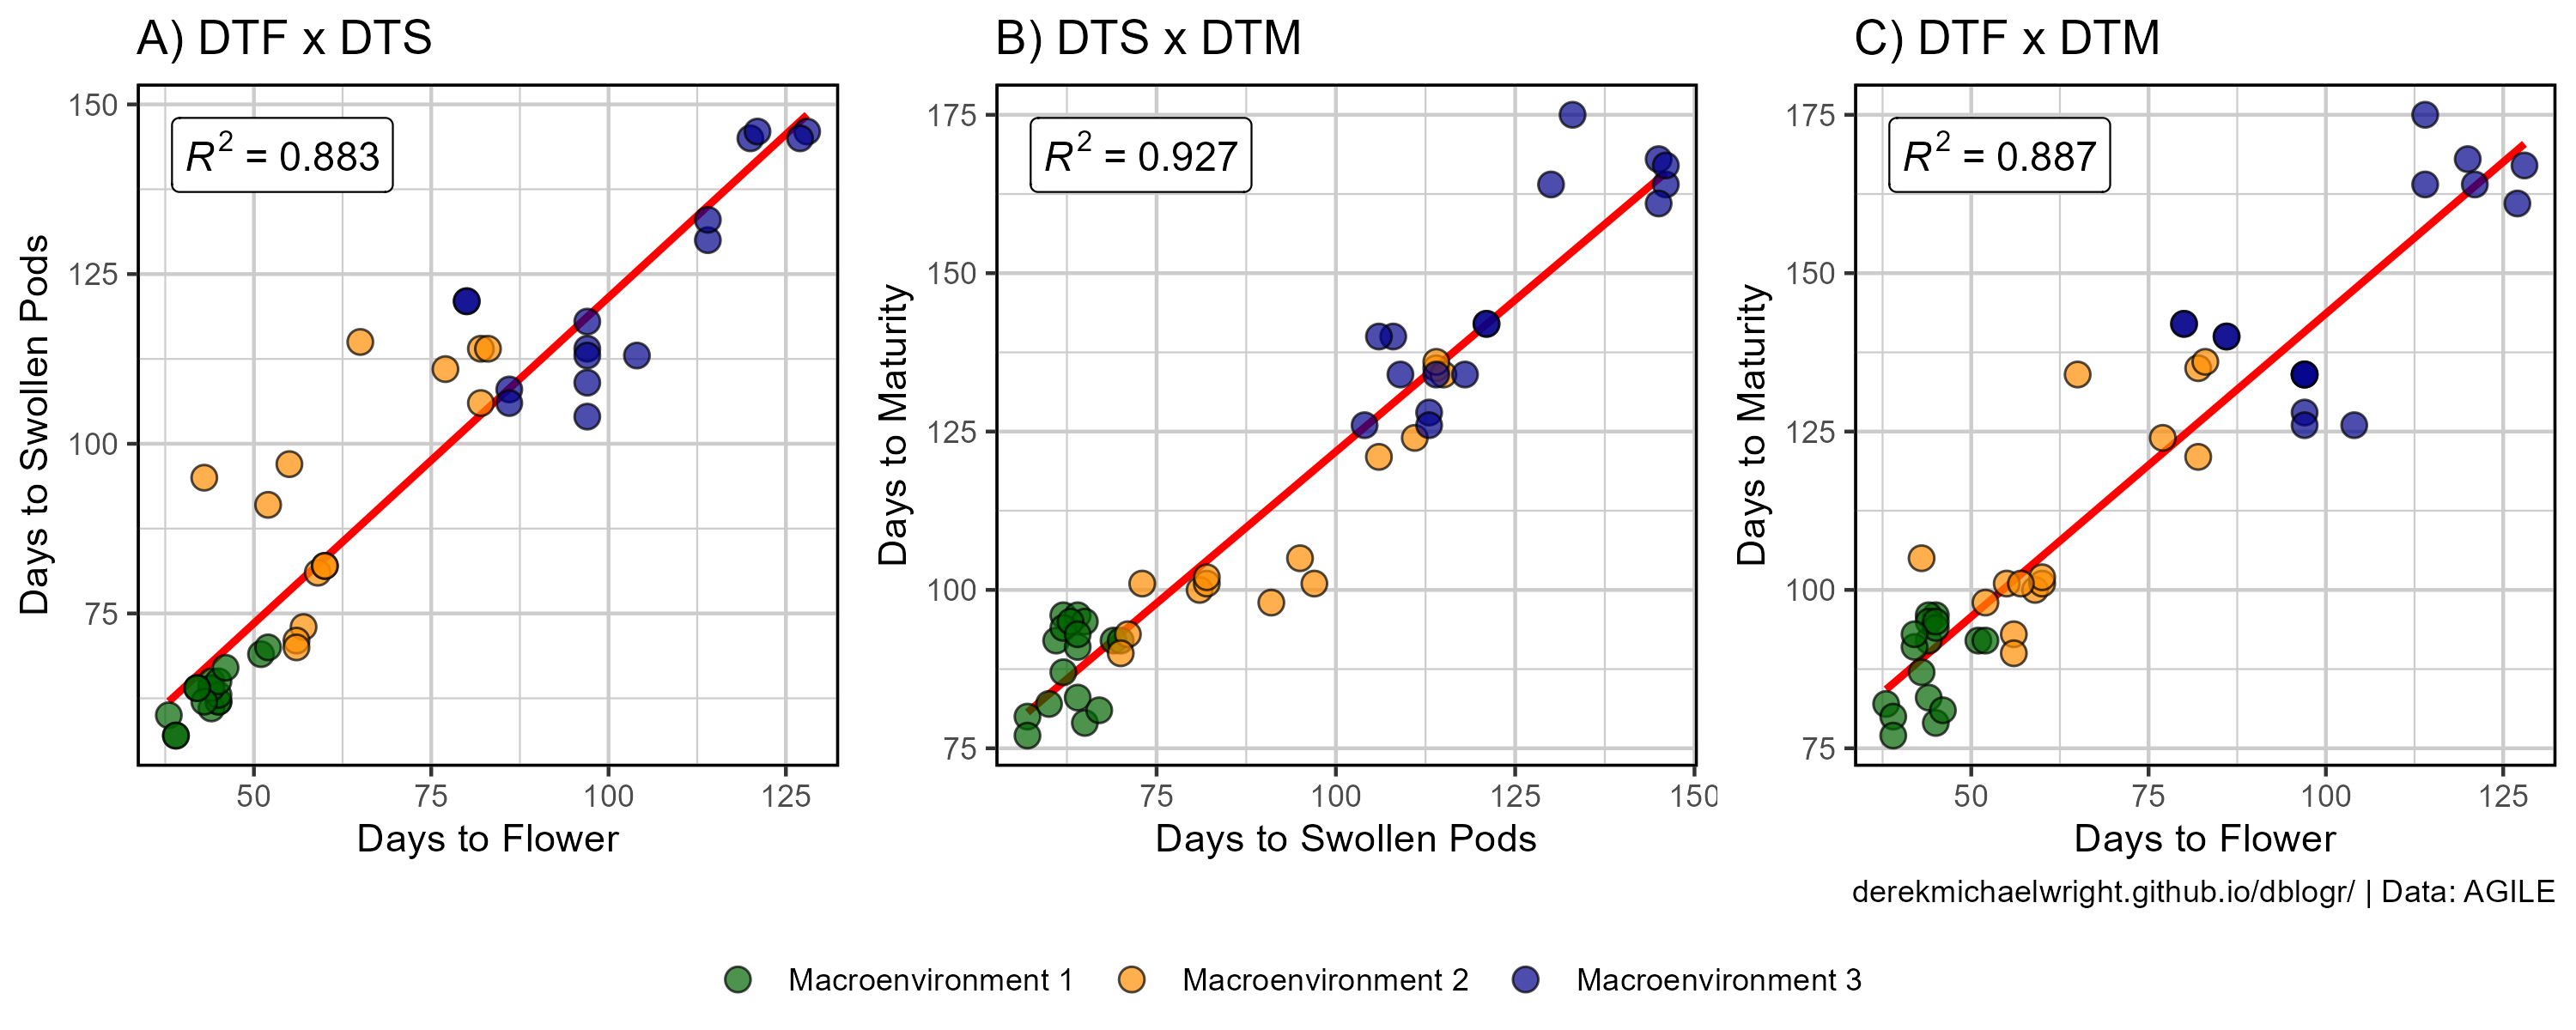 A) DTF x DTS
B) DTS x DTM
C) DTF x DTM
R² = 0.883
R² = 0.927
R² = 0.887
150
125
100
75
Days to Swollen Pods
50
75
100
125
Days to Flower
175
150
125
100
75
Days to Maturity
75
100
125
150
Days to Swollen Pods
175
150
125
100
75
Days to Maturity
50
75
100
125
Days to Flower
derekmichaelwright.github.io/dblogr/ | Data: AGILE
Macroenvironment 1
Macroenvironment 2
Macroenvironment 3